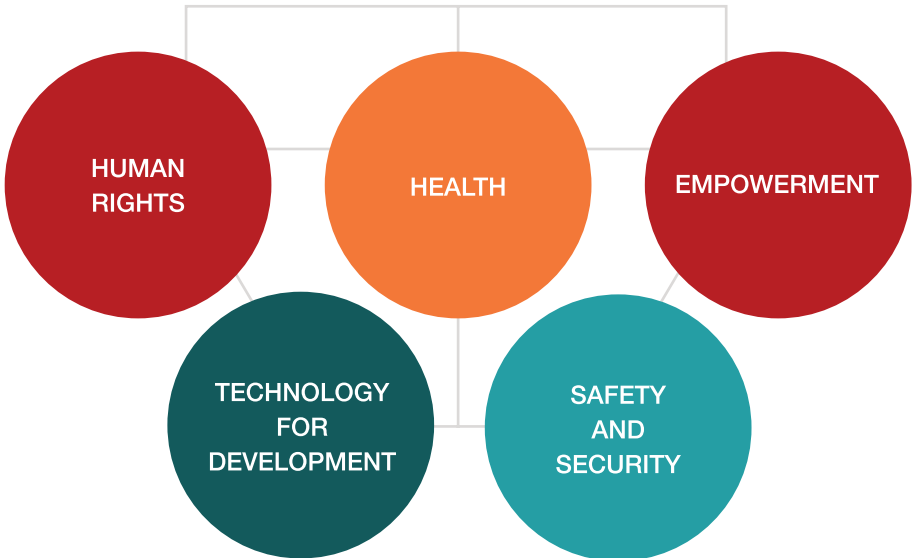 HUMAN
RIGHTS
HEALTH
EMPOWERMENT
TECHNOLOGY
FOR
DEVELOPMENT
SAFETY
AND
SECURITY